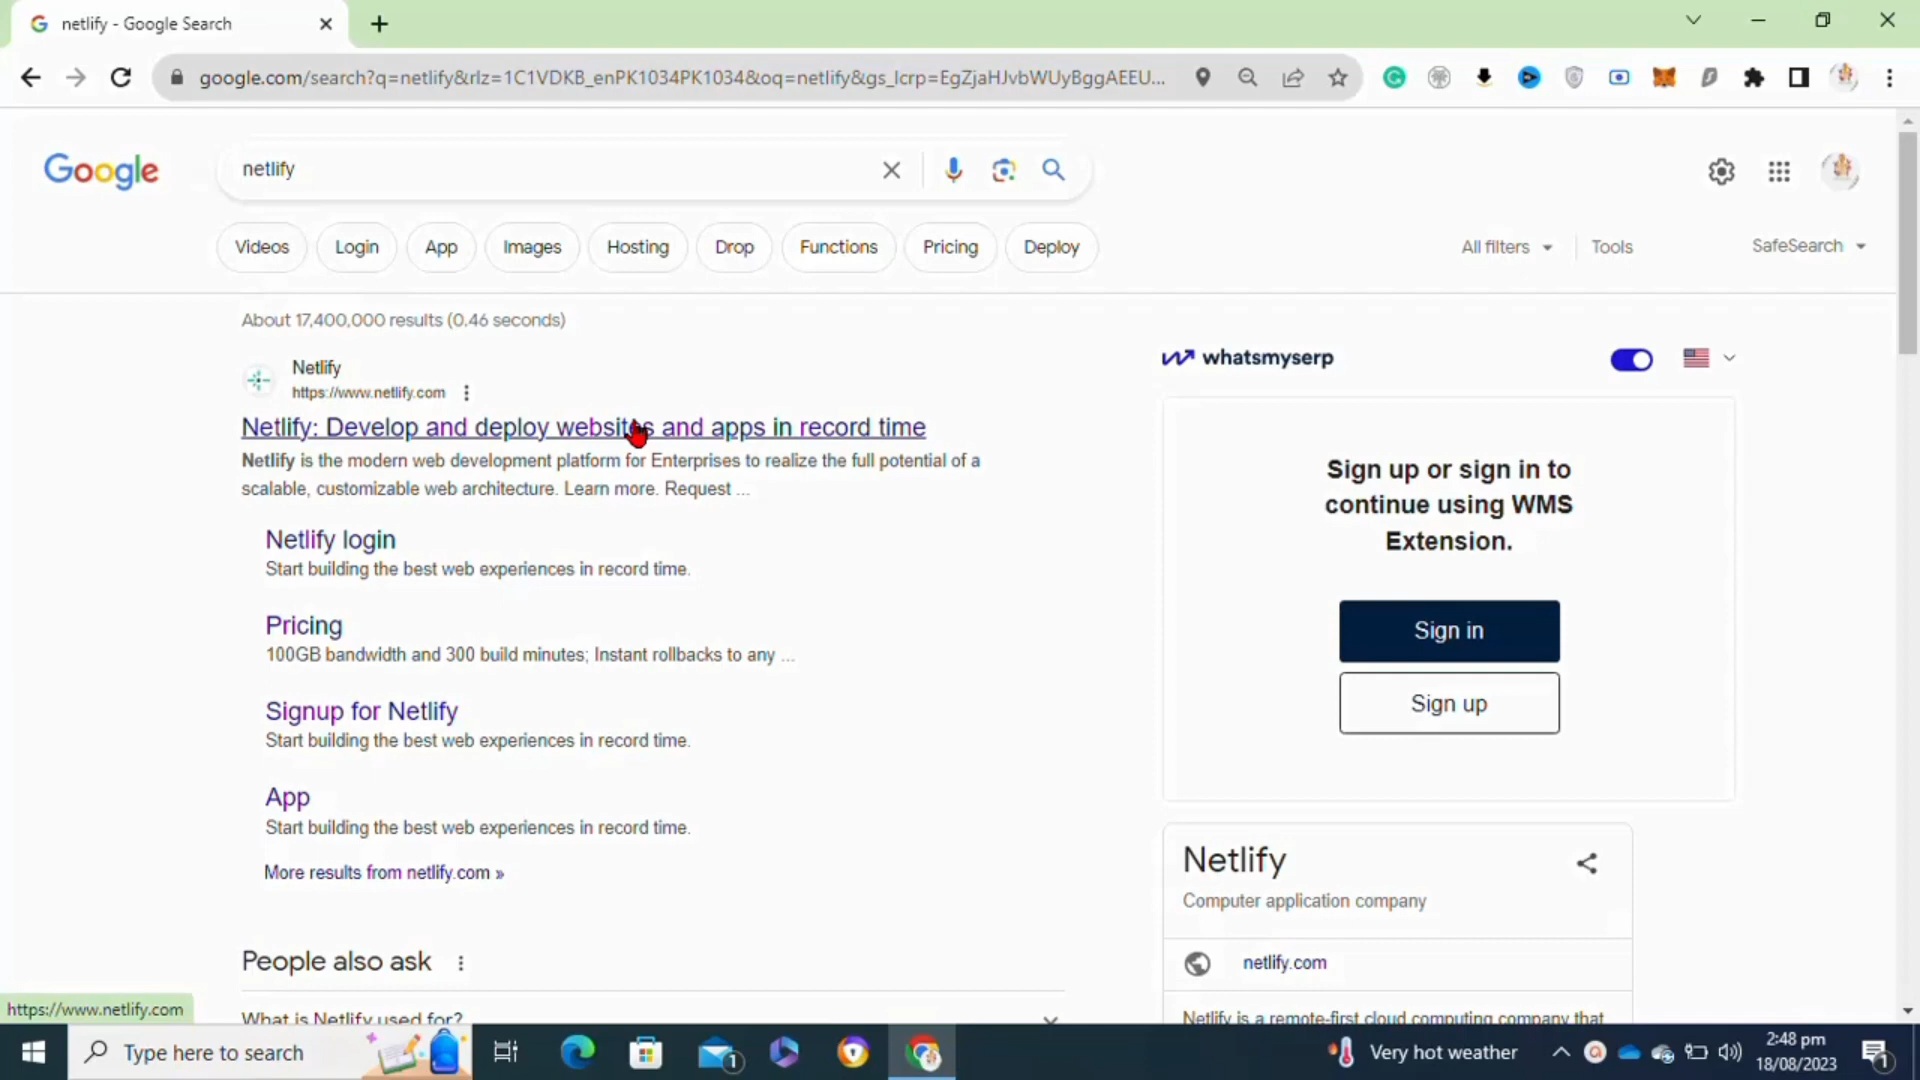 netlify - Google Search
google.com/search?q=netlify&rlz=1C1VDKB_enPK1034PK1034&oq=netlify&gs_lcrp=EgZjaHJvbWUyBggAEEU...
Google
netlify
Videos
Login
App
Images
Hosting
Drop
Functions
Pricing
Deploy
All filters
Tools
SafeSearch
About 17,400,000 results (0.46 seconds)
Netlify
https://www.netlify.com
Netlify: Develop and deploy websites and apps in record time
Netlify is the modern web development platform for Enterprises to realize the full potential of a
scalable, customizable web architecture. Learn more. Request ...
Netlify login
Start building the best web experiences in record time.
Pricing
100GB bandwidth and 300 build minutes; Instant rollbacks to any ...
Signup for Netlify
Start building the best web experiences in record time.
App
Start building the best web experiences in record time.
More results from netlify.com »
People also ask
What is Netlify used for?
whatsmyserp
Sign up or sign in to
continue using WMS
Extension.
Sign in
Sign up
Netlify
Computer application company
netlify.com
Netlify is a remote-first cloud computing company that
https://www.netlify.com
Type here to search
1
Very hot weather
2:48 pm
18/08/2023
1